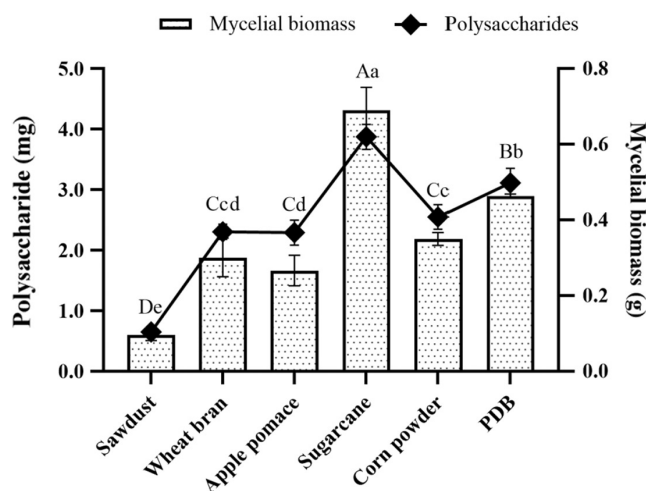 Mycelial biomass
Polysaccharides
Polysaccharide (mg)
5.0
4.0
3.0
2.0
1.0
0.0
De
Ccd
Cd
Aa
Cc
Bb
0.8
0.6
0.4
0.2
0.0
Mycelial biomass (g)
Sawdust
Wheat bran
Apple pomace
Sugarcane
Corn powder
PDB